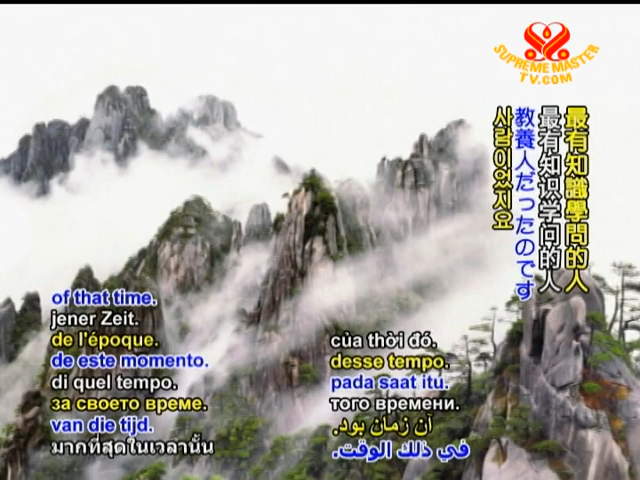 SUPREME MASTER
TV.COM
最有知識學問的人
最有知识学问的人
教養人だったのです
사람이었지요
of that time.
jener Zeit.
de l'époque.
de este momento.
di quel tempo.
за своето време.
van die tijd.
มากที่สุดในเวลานั้น
của thời đó.
desse tempo.
pada saat itu.
того времени.
آن زمان بود.
في ذلك الوقت.